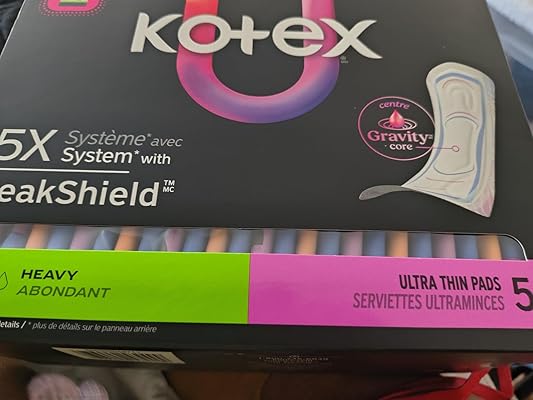 Kotex
centre
Gravity
core
5X Système* avec
System* with
eakShield™ MC
HEAVY
ABONDANT
ULTRA THIN PADS 5
SERVIETTES ULTRAMINCES
details / * plus de détails sur le panneau arrière